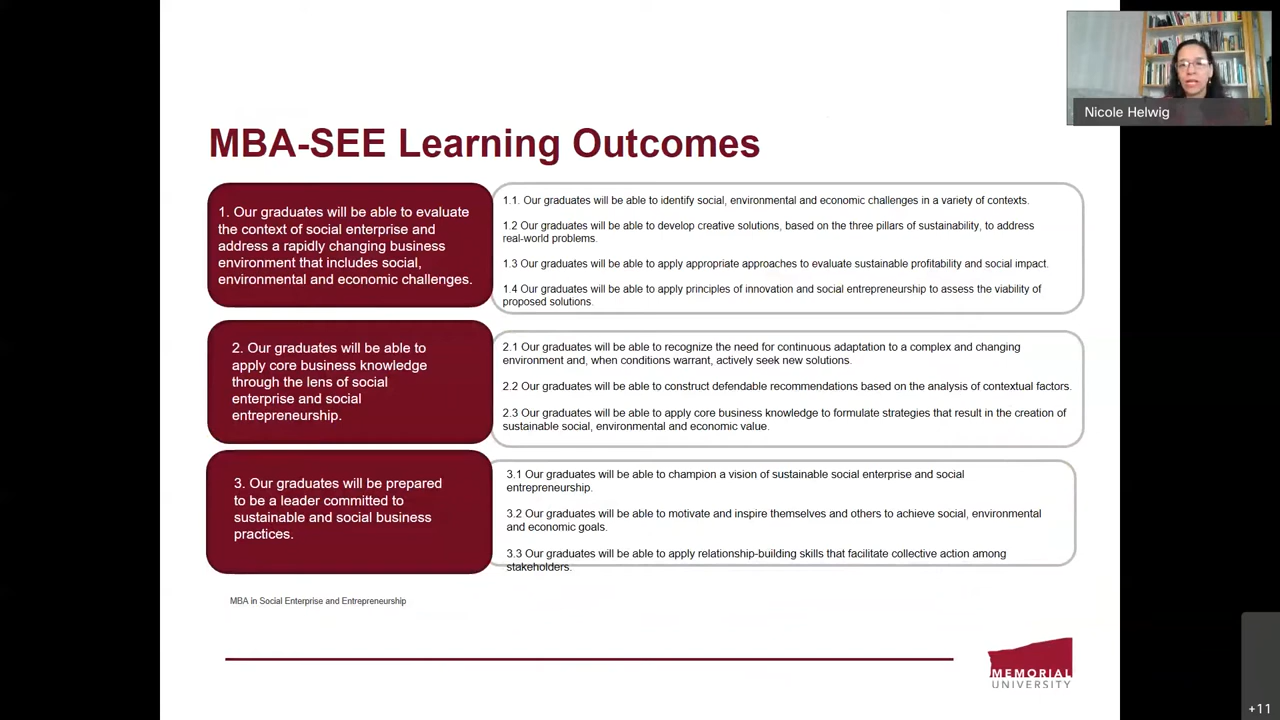 Nicole Helwig
MBA-SEE Learning Outcomes
1. Our graduates will be able to evaluate
the context of social enterprise and
address a rapidly changing business
environment that includes social,
environmental and economic challenges.
1.1. Our graduates will be able to identify social, environmental and economic challenges in a variety of contexts.
1.2 Our graduates will be able to develop creative solutions, based on the three pillars of sustainability, to address
real-world problems.
1.3 Our graduates will be able to apply appropriate approaches to evaluate sustainable profitability and social impact.
1.4 Our graduates will be able to apply principles of innovation and social entrepreneurship to assess the viability of
proposed solutions.
2. Our graduates will be able to
apply core business knowledge
through the lens of social
enterprise and social
entrepreneurship.
2.1 Our graduates will be able to recognize the need for continuous adaptation to a complex and changing
environment and, when conditions warrant, actively seek new solutions.
2.2 Our graduates will be able to construct defendable recommendations based on the analysis of contextual factors.
2.3 Our graduates will be able to apply core business knowledge to formulate strategies that result in the creation of
sustainable social, environmental and economic value.
3. Our graduates will be prepared
to be a leader committed to
sustainable and social business
practices.
3.1 Our graduates will be able to champion a vision of sustainable social enterprise and social
entrepreneurship.
3.2 Our graduates will be able to motivate and inspire themselves and others to achieve social, environmental
and economic goals.
3.3 Our graduates will be able to apply relationship-building skills that facilitate collective action among
stakeholders.
MBA in Social Enterprise and Entrepreneurship
MEMORIAL
UNIVERSITY
+11